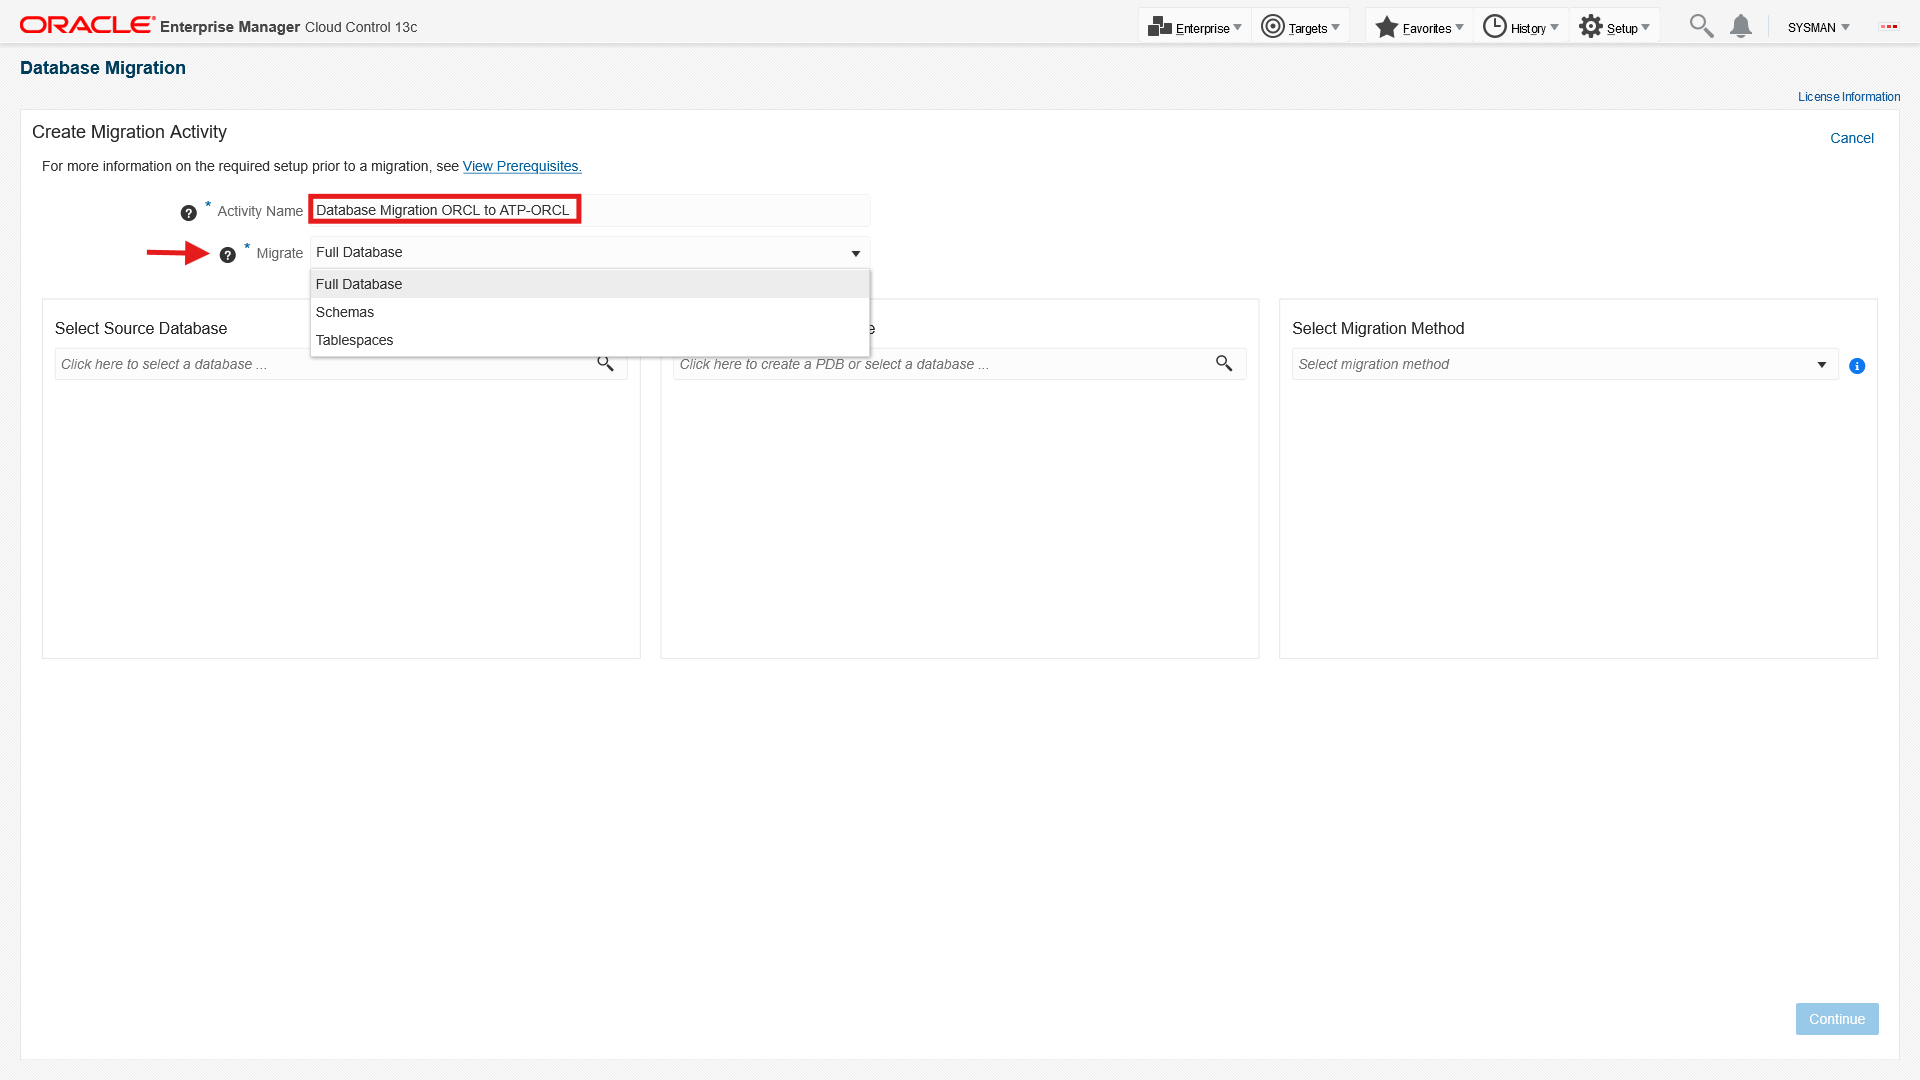 ORACLE Enterprise Manager Cloud Control 13c
Enterprise Targets Favorites History Setup SYSMAN
Database Migration
License Information
Create Migration Activity
Cancel
For more information on the required setup prior to a migration, see View Prerequisites.
* Activity Name Database Migration ORCL to ATP-ORCL
* Migrate Full Database
Full Database
Schemas
Tablespaces
Select Source Database
Click here to select a database ...
Click here to create a PDB or select a database ...
Select Migration Method
Select migration method
Continue